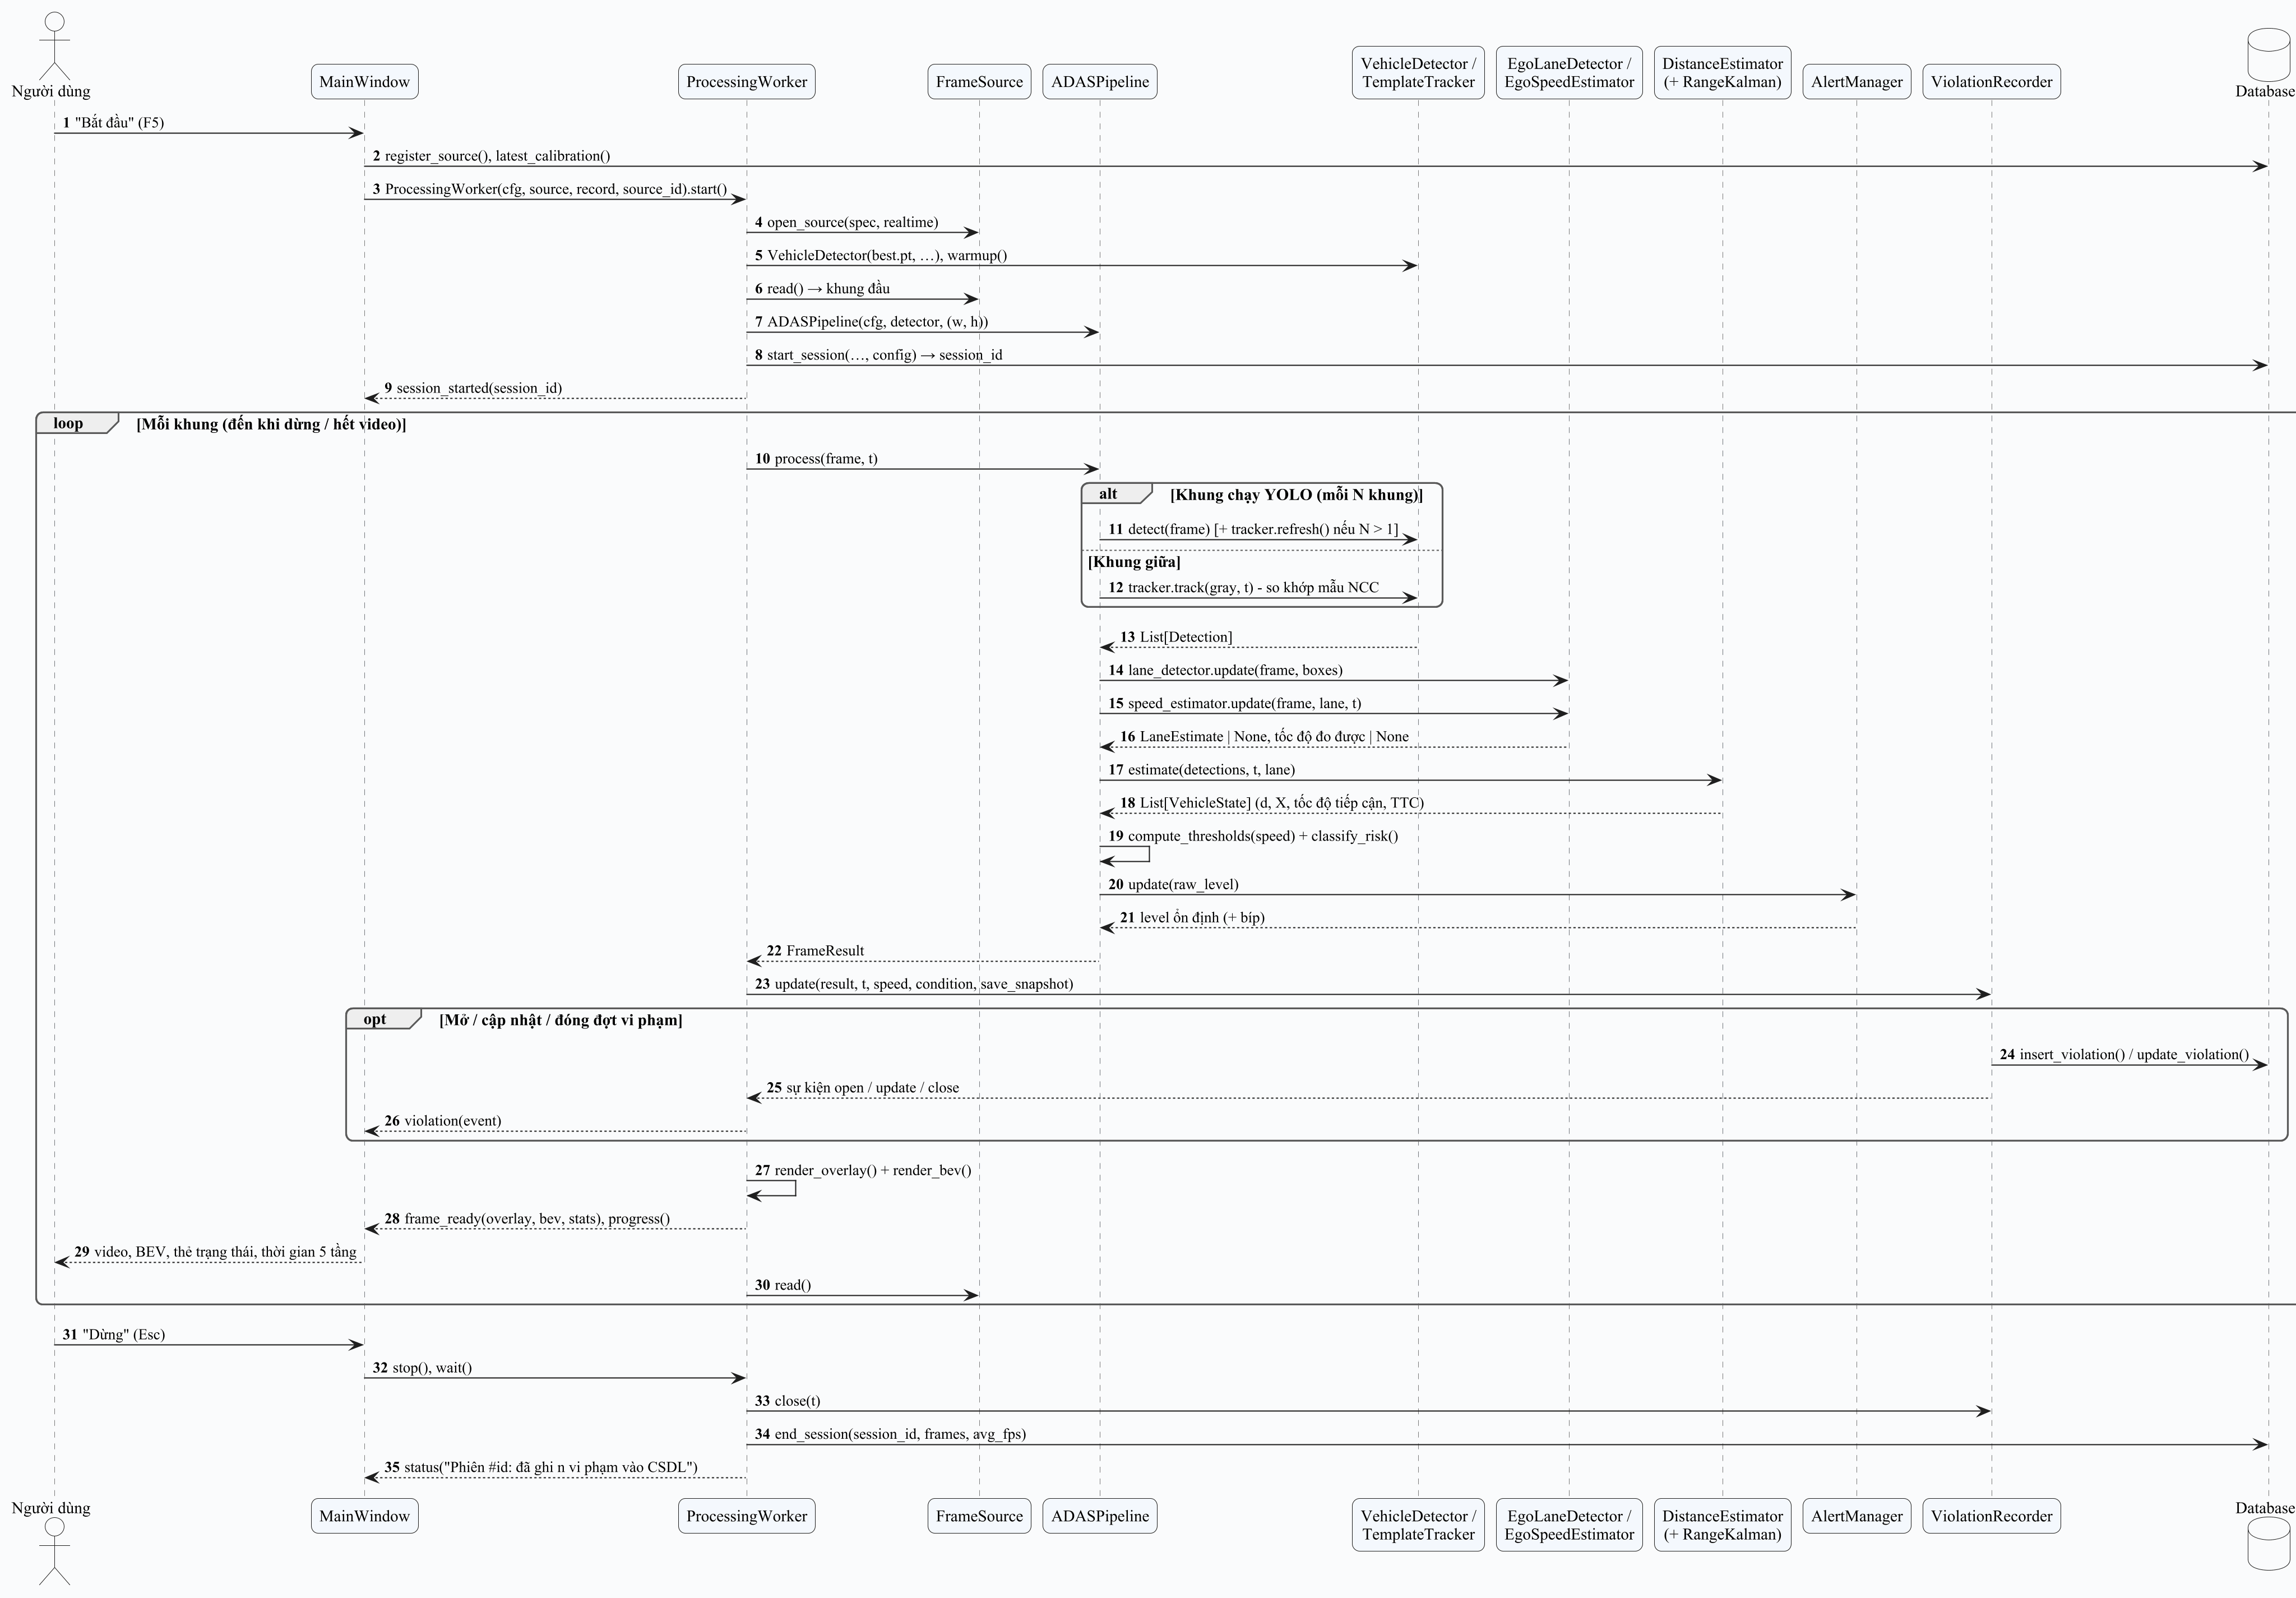 Người dùng
MainWindow
ProcessingWorker
FrameSource
ADASPipeline
VehicleDetector /
TemplateTracker
EgoLaneDetector /
EgoSpeedEstimator
DistanceEstimator
(+ RangeKalman)
AlertManager
ViolationRecorder
Database
1 "Bắt đầu" (F5)
2 register_source(), latest_calibration()
3 ProcessingWorker(cfg, source, record, source_id).start()
4 open_source(spec, realtime)
5 VehicleDetector(best.pt, …), warmup()
6 read() → khung đầu
7 ADASPipeline(cfg, detector, (w, h))
8 start_session(…, config) → session_id
9 session_started(session_id)
loop [Mỗi khung (đến khi dừng / hết video)]
10 process(frame, t)
alt [Khung chạy YOLO (mỗi N khung)]
11 detect(frame) [+ tracker.refresh() nếu N > 1]
[Khung giữa]
12 tracker.track(gray, t) - so khớp mẫu NCC
13 List[Detection]
14 lane_detector.update(frame, boxes)
15 speed_estimator.update(frame, lane, t)
16 LaneEstimate | None, tốc độ đo được | None
17 estimate(detections, t, lane)
18 List[VehicleState] (d, X, tốc độ tiếp cận, TTC)
19 compute_thresholds(speed) + classify_risk()
20 update(raw_level)
21 level ổn định (+ bíp)
22 FrameResult
23 update(result, t, speed, condition, save_snapshot)
opt [Mở / cập nhật / đóng đợt vi phạm]
24 insert_violation() / update_violation()
25 sự kiện open / update / close
26 violation(event)
27 render_overlay() + render_bev()
28 frame_ready(overlay, bev, stats), progress()
29 video, BEV, thẻ trạng thái, thời gian 5 tầng
30 read()
31 "Dừng" (Esc)
32 stop(), wait()
33 close(t)
34 end_session(session_id, frames, avg_fps)
35 status("Phiên #id: đã ghi n vi phạm vào CSDL")
Người dùng
MainWindow
ProcessingWorker
FrameSource
ADASPipeline
VehicleDetector /
TemplateTracker
EgoLaneDetector /
EgoSpeedEstimator
DistanceEstimator
(+ RangeKalman)
AlertManager
ViolationRecorder
Database